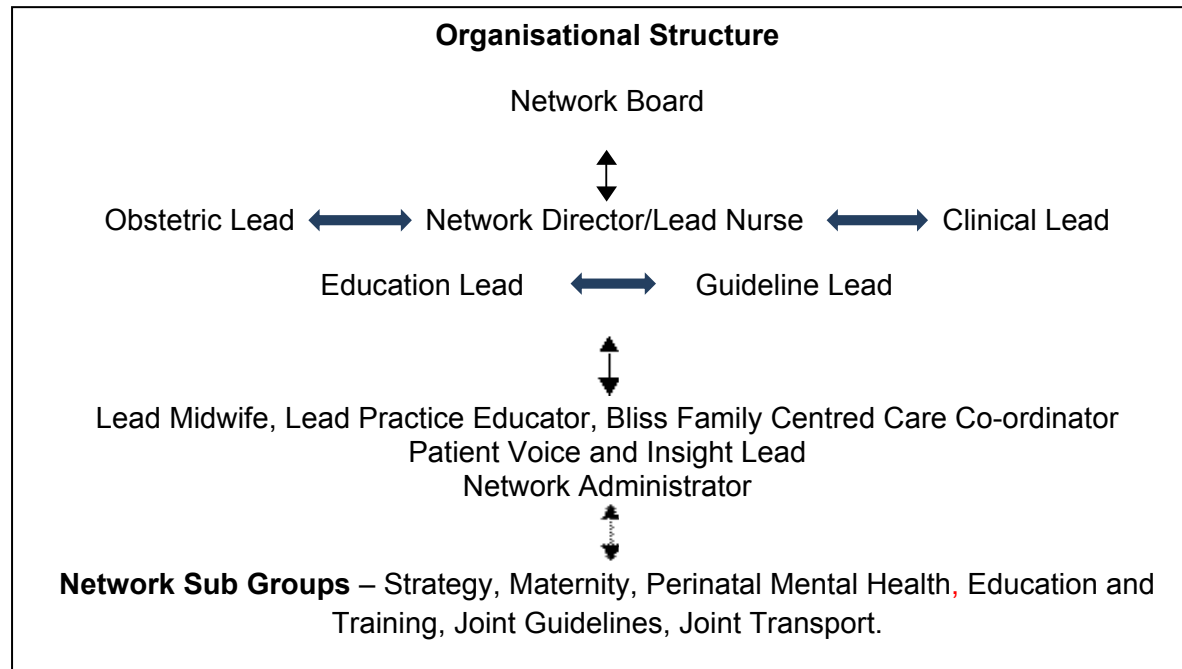 Organisational Structure
Network Board
Obstetric Lead Network Director/Lead Nurse Clinical Lead
Education Lead Guideline Lead
Lead Midwife, Lead Practice Educator, Bliss Family Centred Care Co-ordinator
Patient Voice and Insight Lead
Network Administrator
Network Sub Groups – Strategy, Maternity, Perinatal Mental Health, Education and
Training, Joint Guidelines, Joint Transport.